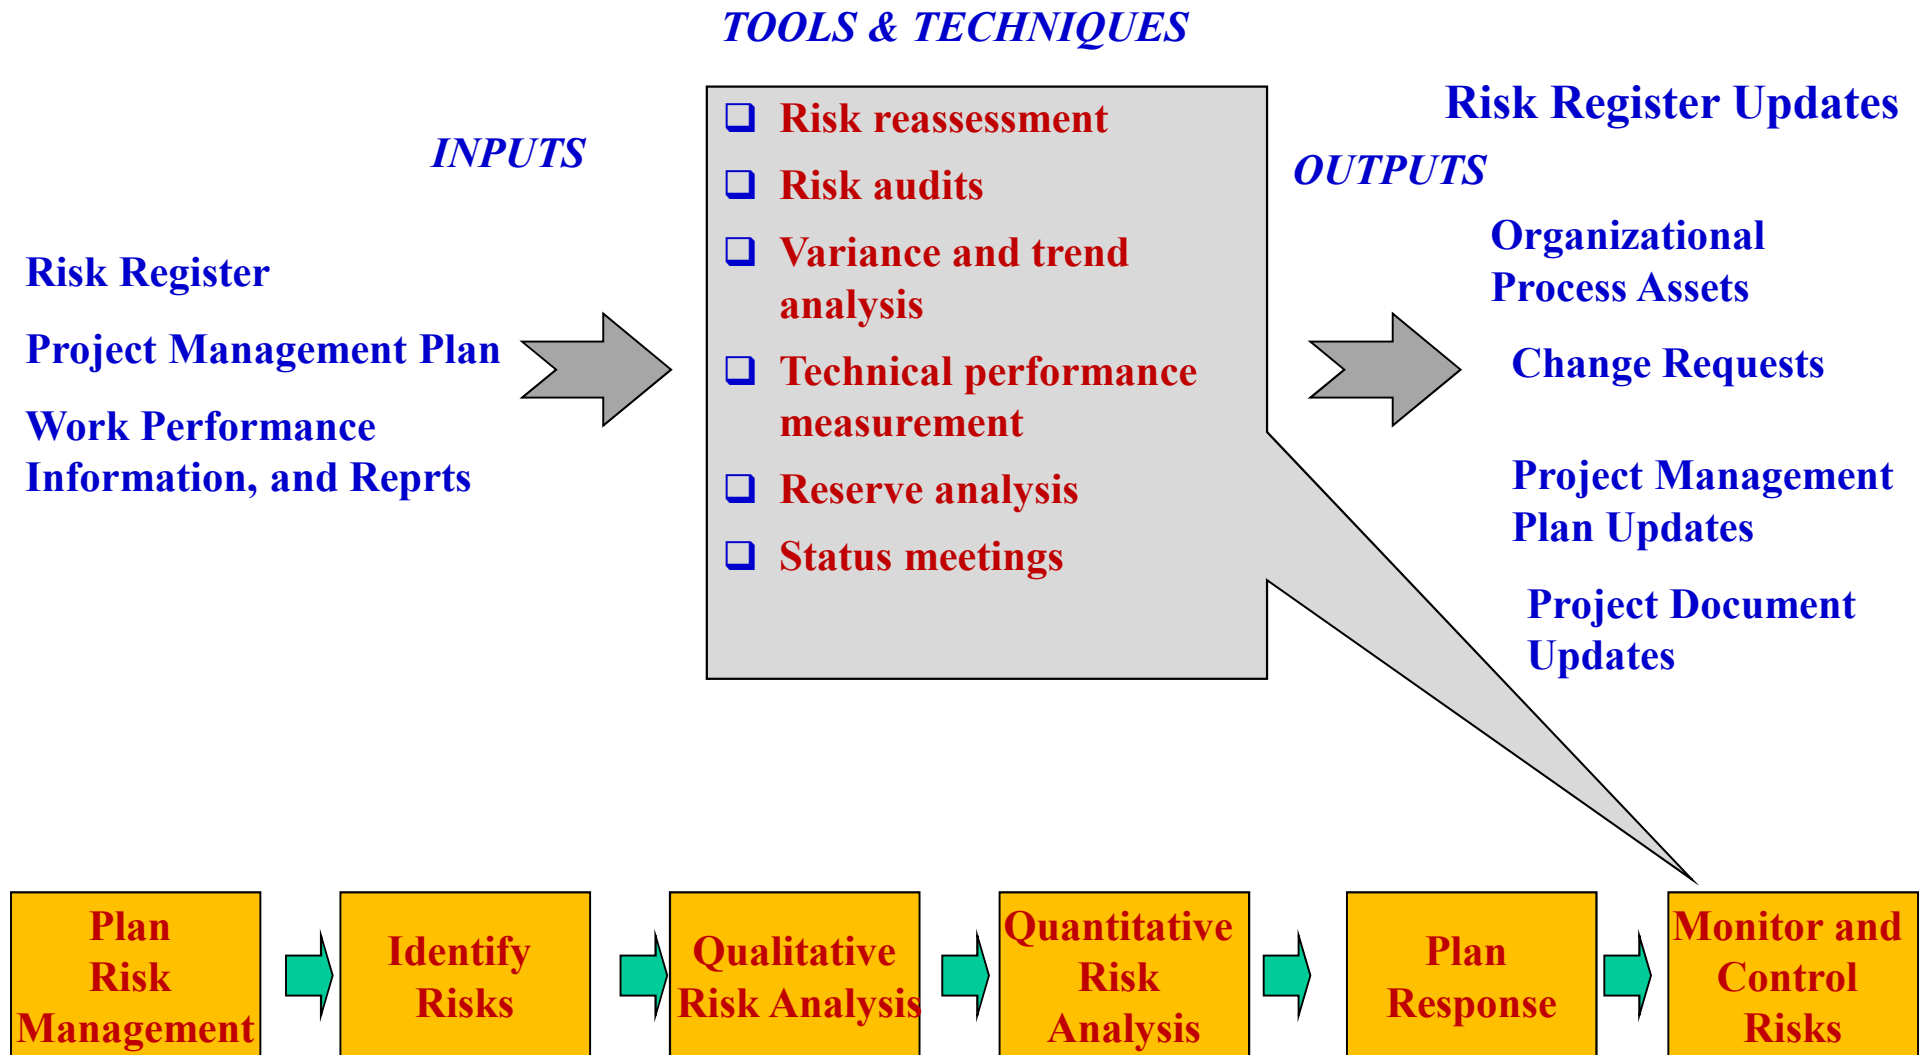 TOOLS & TECHNIQUES
INPUTS
Risk Register
Project Management Plan
Work Performance
Information, and Reprts
Risk reassessment
Risk audits
Variance and trend
analysis
Technical performance
measurement
Reserve analysis
Status meetings
Risk Register Updates
OUTPUTS
Organizational
Process Assets
Change Requests
Project Management
Plan Updates
Project Document
Updates
Plan
Risk
Management
Identify
Risks
Qualitative
Risk Analysis
Quantitative
Risk
Analysis
Plan
Response
Monitor and
Control
Risks